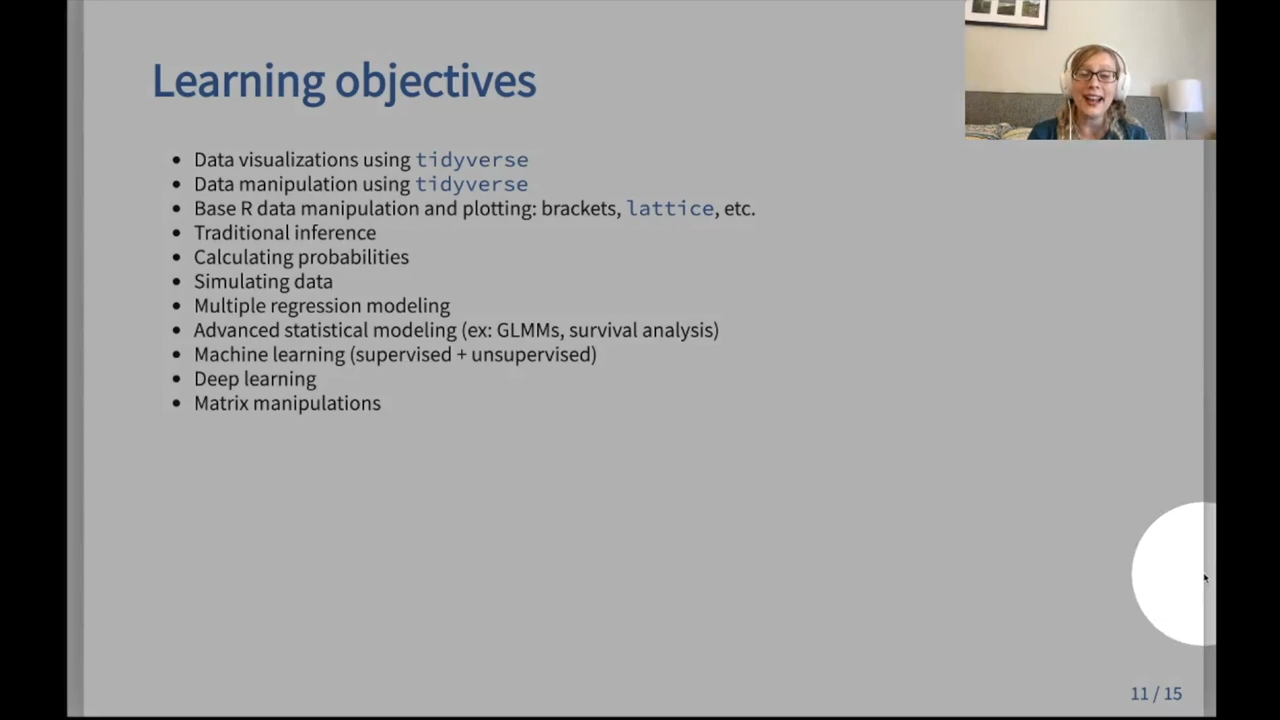 Learning objectives
• Data visualizations using tidyverse
• Data manipulation using tidyverse
• Base R data manipulation and plotting: brackets, lattice, etc.
• Traditional inference
• Calculating probabilities
• Simulating data
• Multiple regression modeling
• Advanced statistical modeling (ex: GLMMs, survival analysis)
• Machine learning (supervised + unsupervised)
• Deep learning
• Matrix manipulations
11 / 15